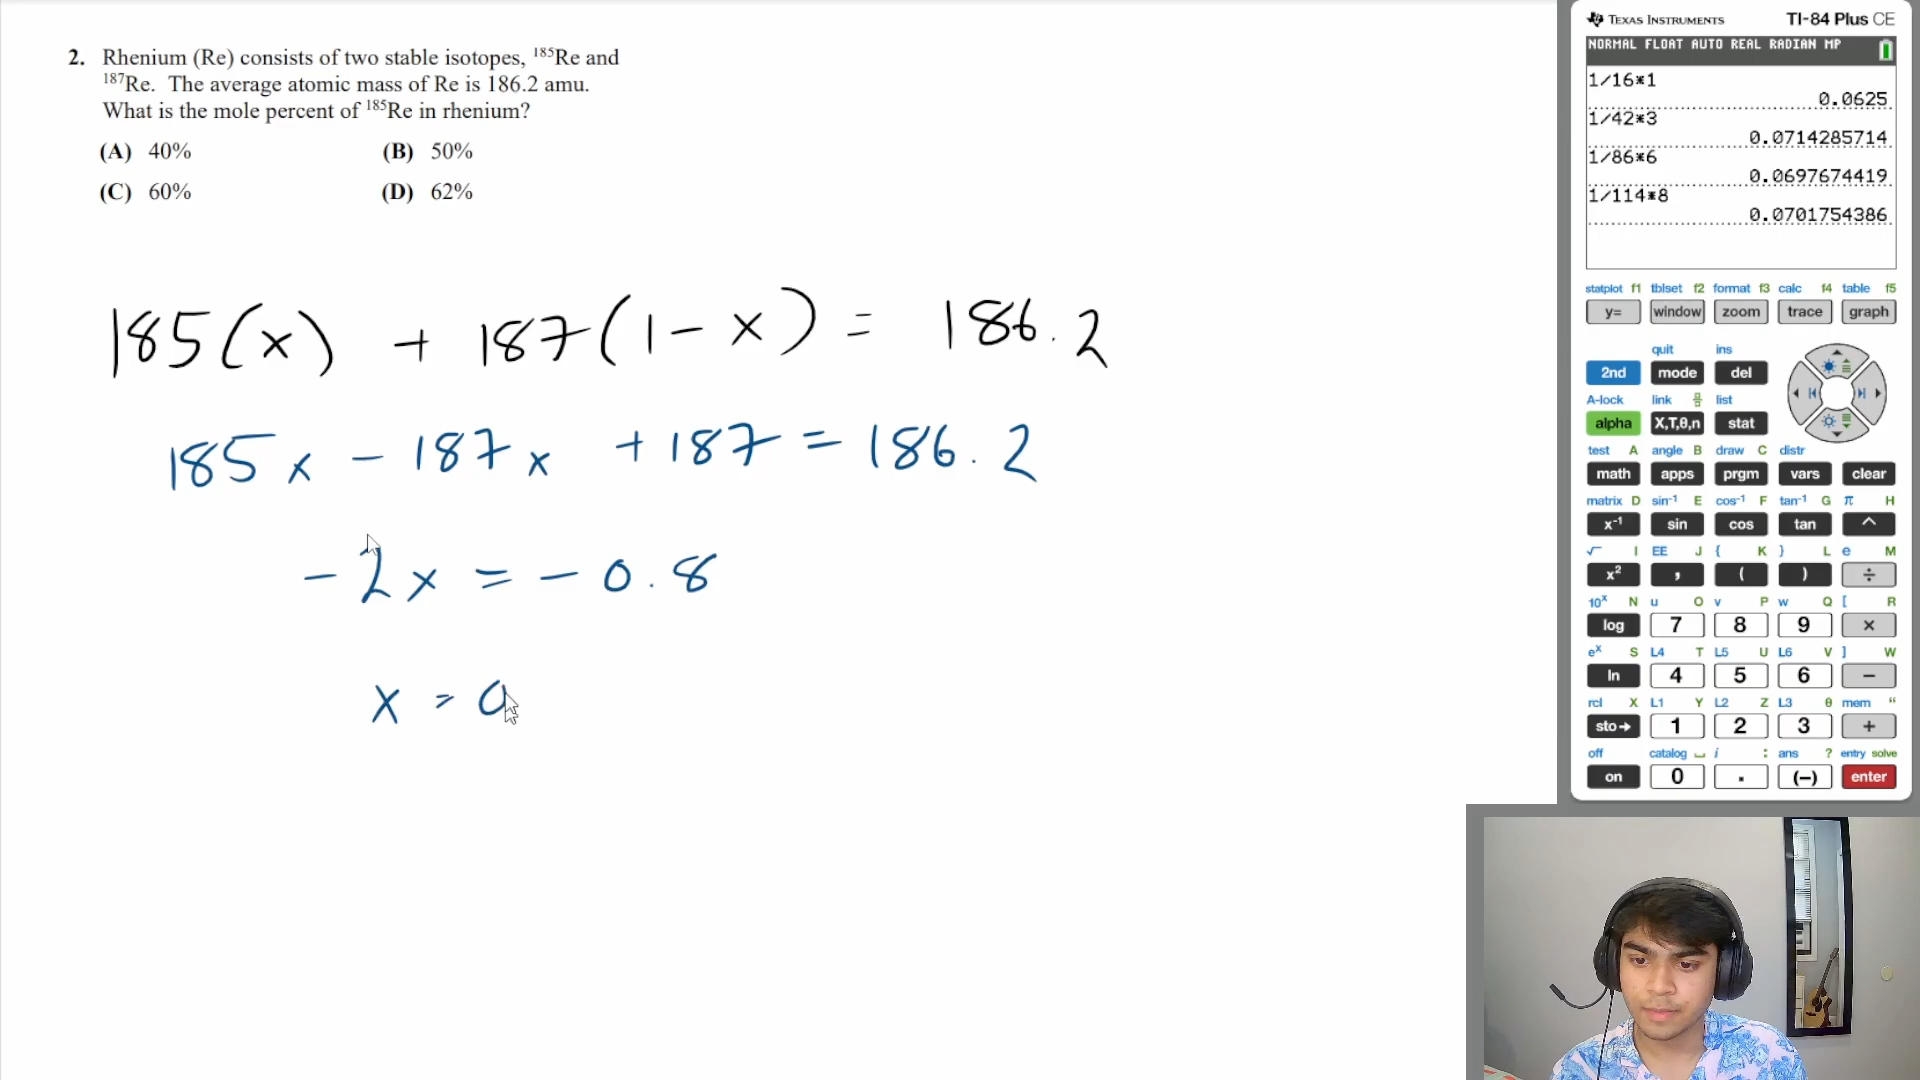 2. Rhenium (Re) consists of two stable isotopes, ¹⁸⁵Re and
¹⁸⁷Re. The average atomic mass of Re is 186.2 amu.
What is the mole percent of ¹⁸⁵Re in rhenium?
(A) 40% (B) 50%
(C) 60% (D) 62%
185(x) + 187(1-x) = 186.2
185x - 187x + 187 = 186.2
-2x = -0.8
x = 0
TEXAS INSTRUMENTS TI-84 Plus CE
NORMAL FLOAT AUTO REAL RADIAN MP
1/16*1
0.0625
1/42*3
0.0714285714
1/86*6
0.0697674419
1/114*8
0.0701754386
statplot f1 tblset f2 format f3 calc f4 table f5
y= window zoom trace graph
quit ins
2nd mode del
A-lock link list
alpha X,T,θ,n stat
test A angle B draw C distr
math apps prgm vars clear
matrix D sin⁻¹ E cos⁻¹ F tan⁻¹ G π H
x⁻¹ sin cos tan ^
√ I EE J { K } L e M
x² , ( ) ÷
10ˣ N u O v P w Q [ R
log 7 8 9 ×
eˣ S L4 T L5 U L6 V ] W
ln 4 5 6 −
rcl X L1 Y L2 Z L3 θ mem "
sto→ 1 2 3 +
off catalog ⎵ i : ans ? entry solve
on 0 . (−) enter